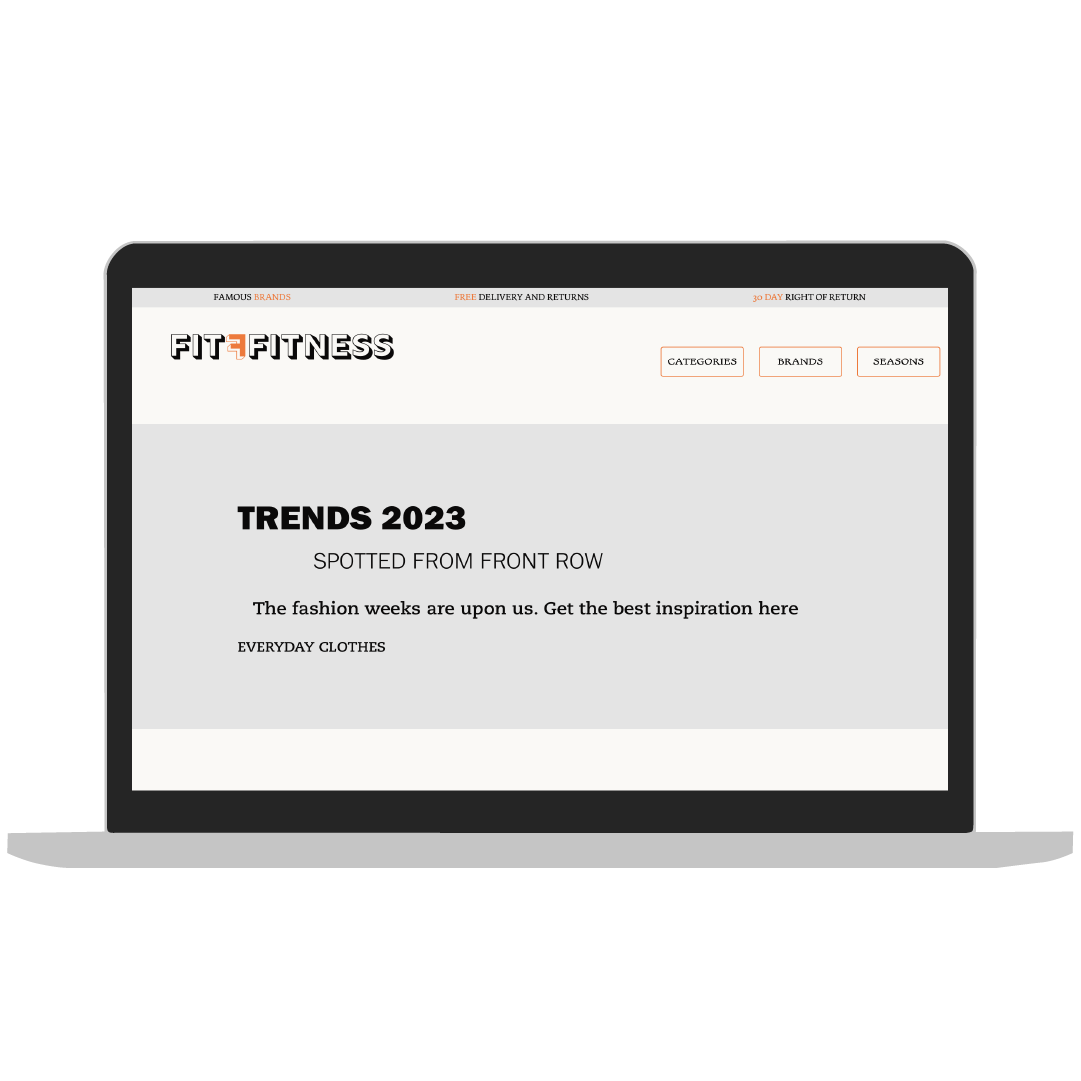 FAMOUS BRANDS
FREE DELIVERY AND RETURNS
30 DAY RIGHT OF RETURN
FITFFITNESS
CATEGORIES
BRANDS
SEASONS
TRENDS 2023
SPOTTED FROM FRONT ROW
The fashion weeks are upon us. Get the best inspiration here
EVERYDAY CLOTHES